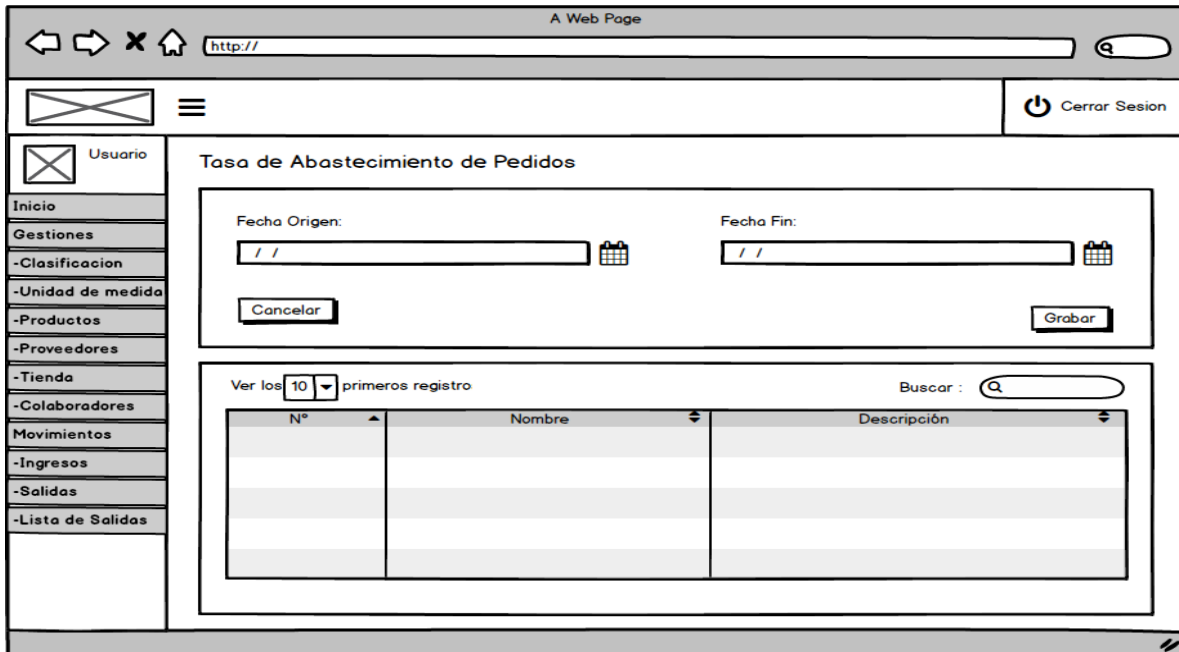 A Web Page
http://
Cerrar Sesion
Usuario
Inicio
Gestiones
-Clasificacion
-Unidad de medida
-Productos
-Proveedores
-Tienda
-Colaboradores
Movimientos
-Ingresos
-Salidas
-Lista de Salidas
Tasa de Abastecimiento de Pedidos
Fecha Origen: Fecha Fin:
/ / / /
Cancelar Grabar
Ver los 10 primeros registro Buscar :
N° Nombre Descripción